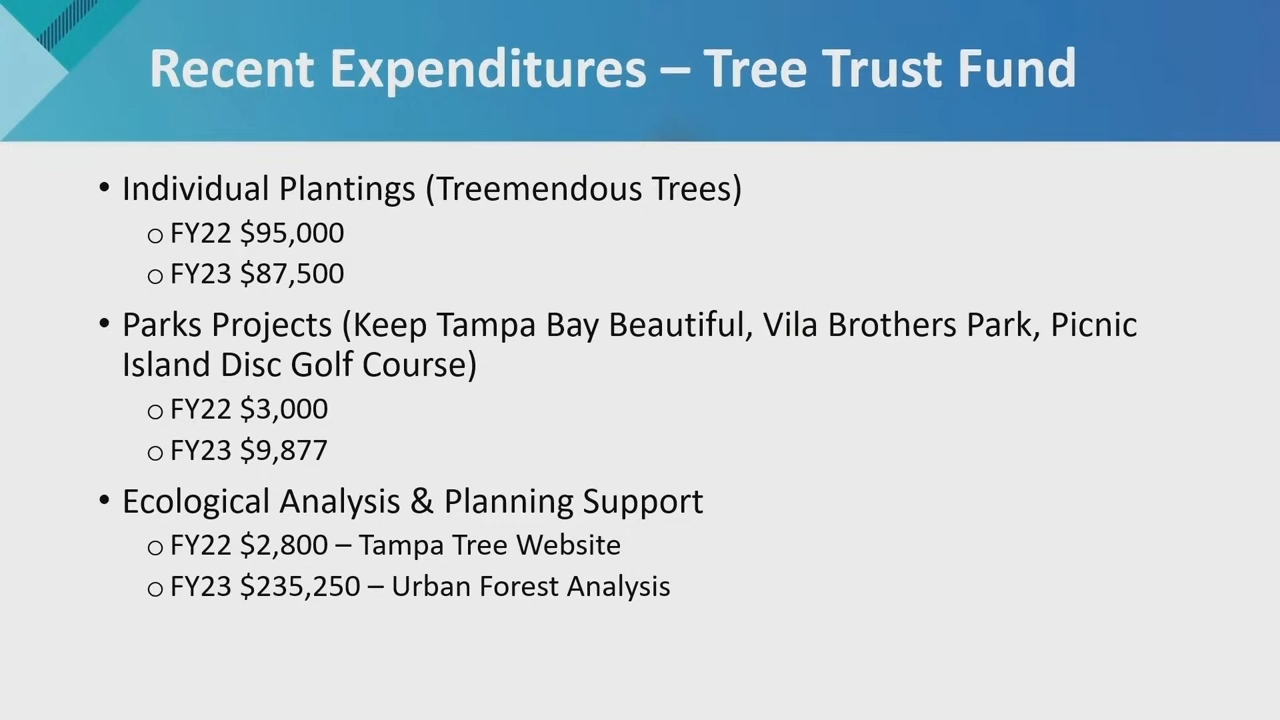 Recent Expenditures – Tree Trust Fund
• Individual Plantings (Treemendous Trees)
o FY22 $95,000
o FY23 $87,500
• Parks Projects (Keep Tampa Bay Beautiful, Vila Brothers Park, Picnic
Island Disc Golf Course)
o FY22 $3,000
o FY23 $9,877
• Ecological Analysis & Planning Support
o FY22 $2,800 – Tampa Tree Website
o FY23 $235,250 – Urban Forest Analysis